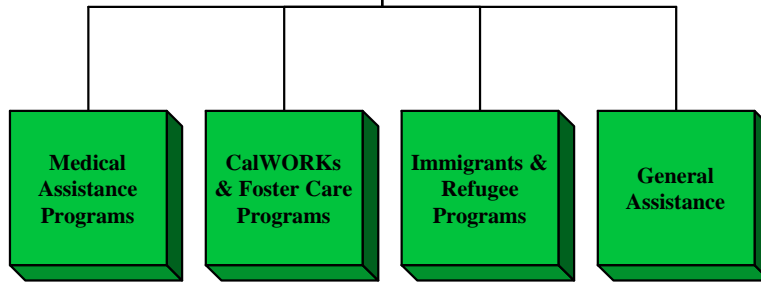 Medical
Assistance
Programs
CalWORKs
& Foster Care
Programs
Immigrants &
Refugee
Programs
General
Assistance